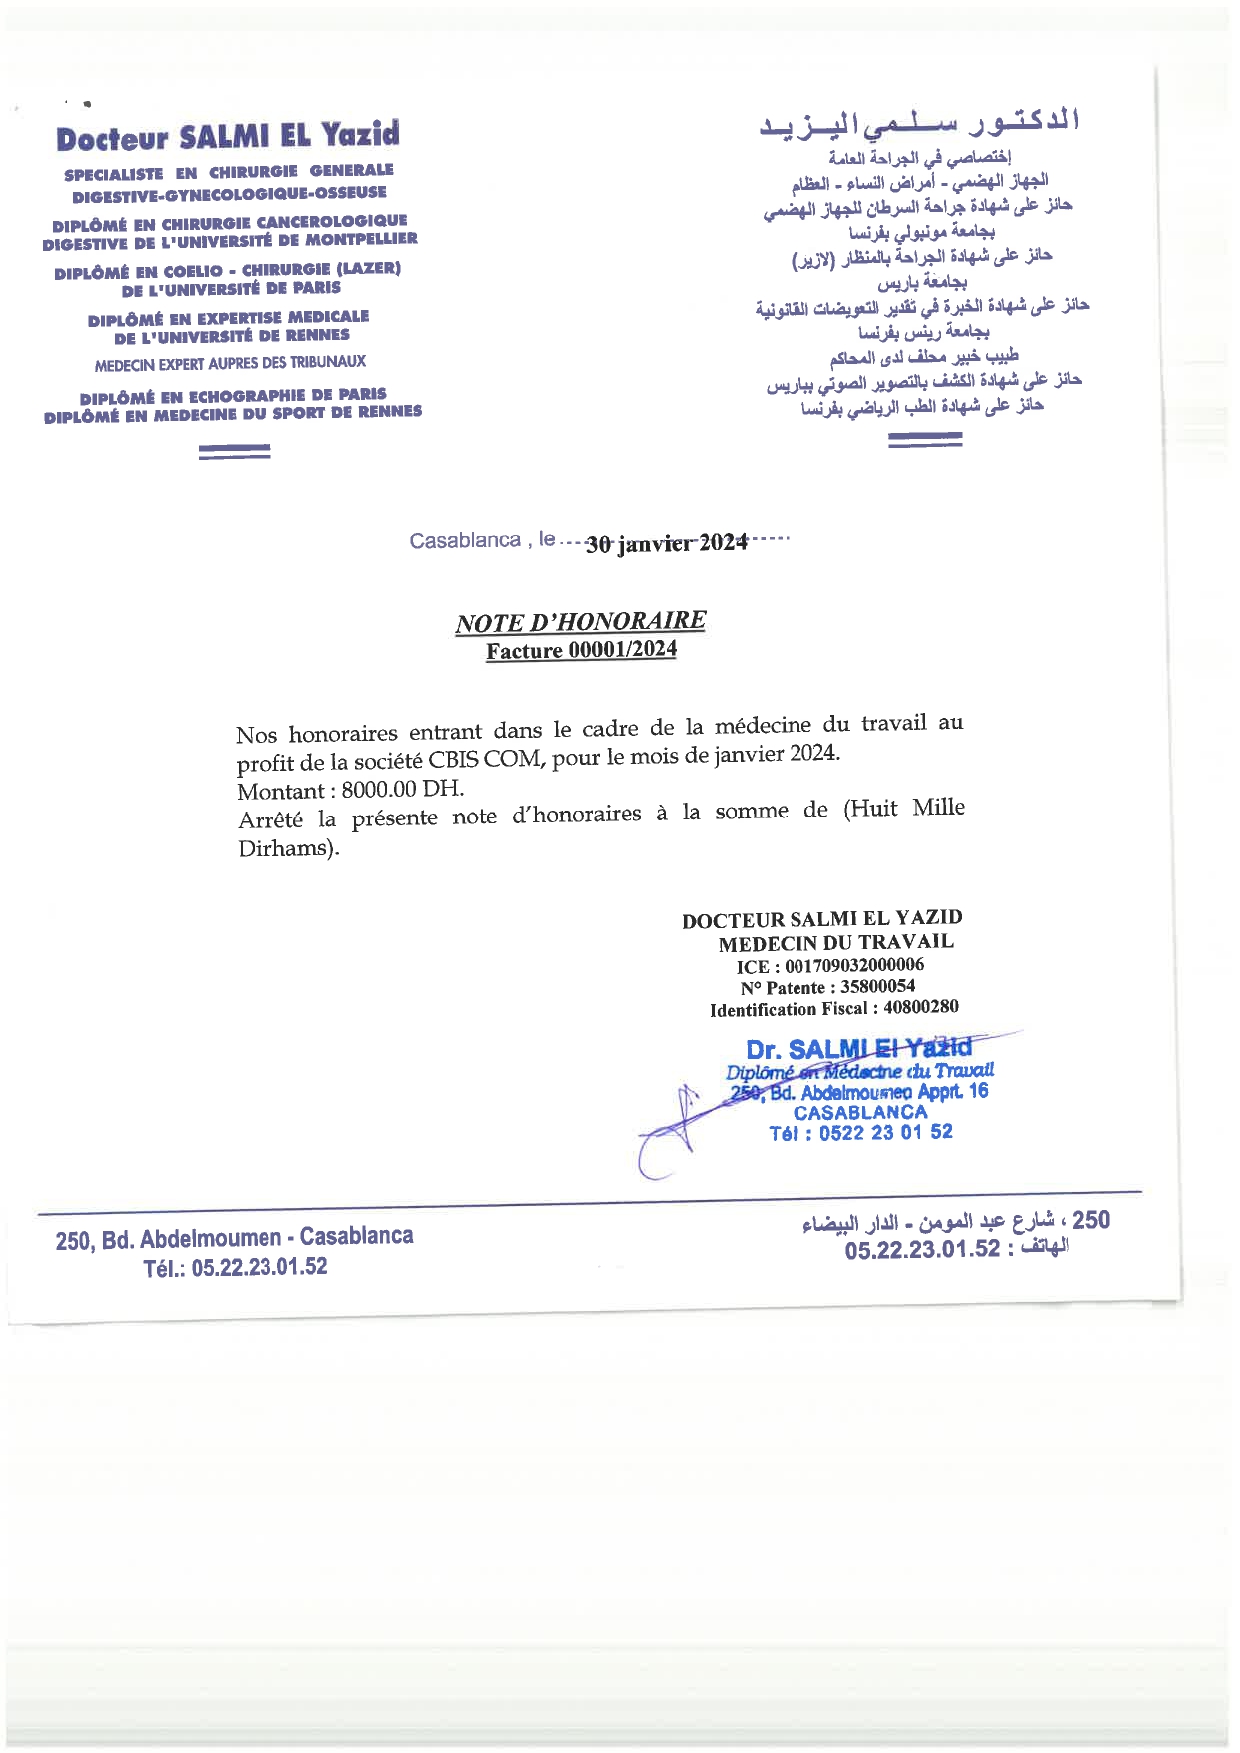 Docteur SALMI EL Yazid
SPECIALISTE EN CHIRURGIE GENERALE
DIGESTIVE-GYNECOLOGIQUE-OSSEUSE
DIPLÔMÉ EN CHIRURGIE CANCEROLOGIQUE
DIGESTIVE DE L'UNIVERSITÉ DE MONTPELLIER
DIPLÔMÉ EN COELIO - CHIRURGIE (LAZER)
DE L'UNIVERSITÉ DE PARIS
DIPLÔMÉ EN EXPERTISE MEDICALE
DE L'UNIVERSITÉ DE RENNES
MEDECIN EXPERT AUPRES DES TRIBUNAUX
DIPLÔMÉ EN ECHOGRAPHIE DE PARIS
DIPLÔMÉ EN MEDECINE DU SPORT DE RENNES
الدكتور سلمي اليزيد
إختصاصي في الجراحة العامة
الجهاز الهضمي - أمراض النساء - العظام
حائز على شهادة جراحة السرطان للجهاز الهضمي
بجامعة مونبولي بفرنسا
حائز على شهادة الجراحة بالمنظار (لازير)
بجامعة باريس
حائز على شهادة الخبرة في تقدير التعويضات القانونية
بجامعة رينس بفرنسا
طبيب خبير محلف لدى المحاكم
حائز على شهادة الكشف بالتصوير الصوتي بباريس
حائز على شهادة الطب الرياضي بفرنسا
Casablanca , le 30 janvier 2024
NOTE D'HONORAIRE
Facture 00001/2024
Nos honoraires entrant dans le cadre de la médecine du travail au
profit de la société CBIS COM, pour le mois de janvier 2024.
Montant : 8000.00 DH.
Arrêté la présente note d'honoraires à la somme de (Huit Mille
Dirhams).
DOCTEUR SALMI EL YAZID
MEDECIN DU TRAVAIL
ICE : 001709032000006
N° Patente : 35800054
Identification Fiscal : 40800280
Dr. SALMI El Yazid
Diplômé en Médecine du Travail
250, Bd. Abdelmoumen Apprt. 16
CASABLANCA
Tél : 0522 23 01 52
250, Bd. Abdelmoumen - Casablanca
Tél.: 05.22.23.01.52
250 ، شارع عبد المومن - الدار البيضاء
الهاتف : 05.22.23.01.52